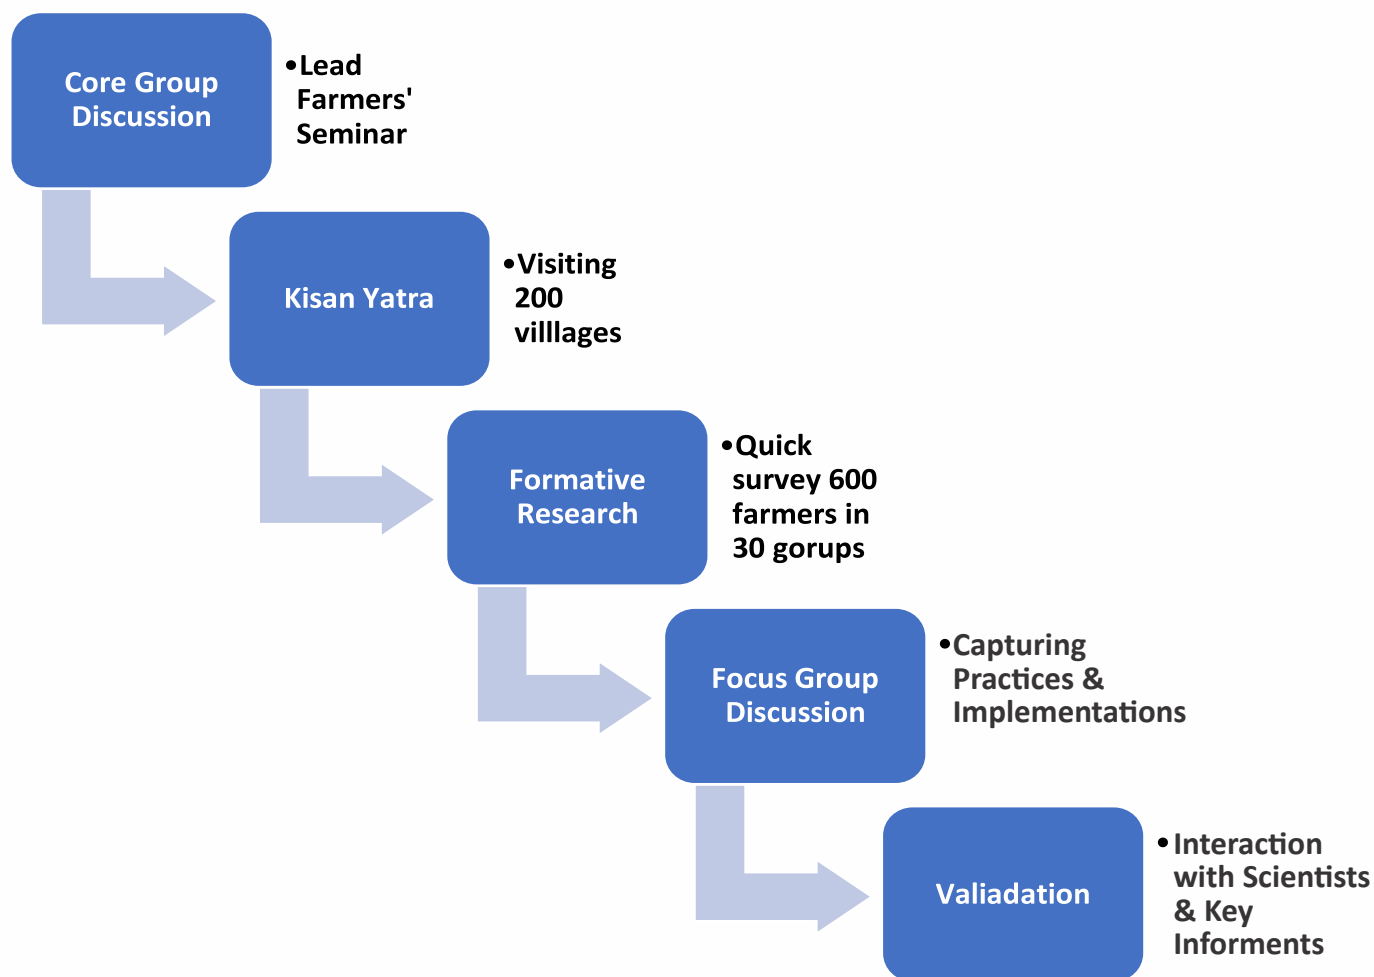 Core Group
Discussion
•Lead
Farmers'
Seminar
Kisan Yatra
•Visiting
200
villlages
Formative
Research
•Quick
survey 600
farmers in
30 gorups
Focus Group
Discussion
•Capturing
Practices &
Implementations
Valiadation
•Interaction
with Scientists
& Key
Informents